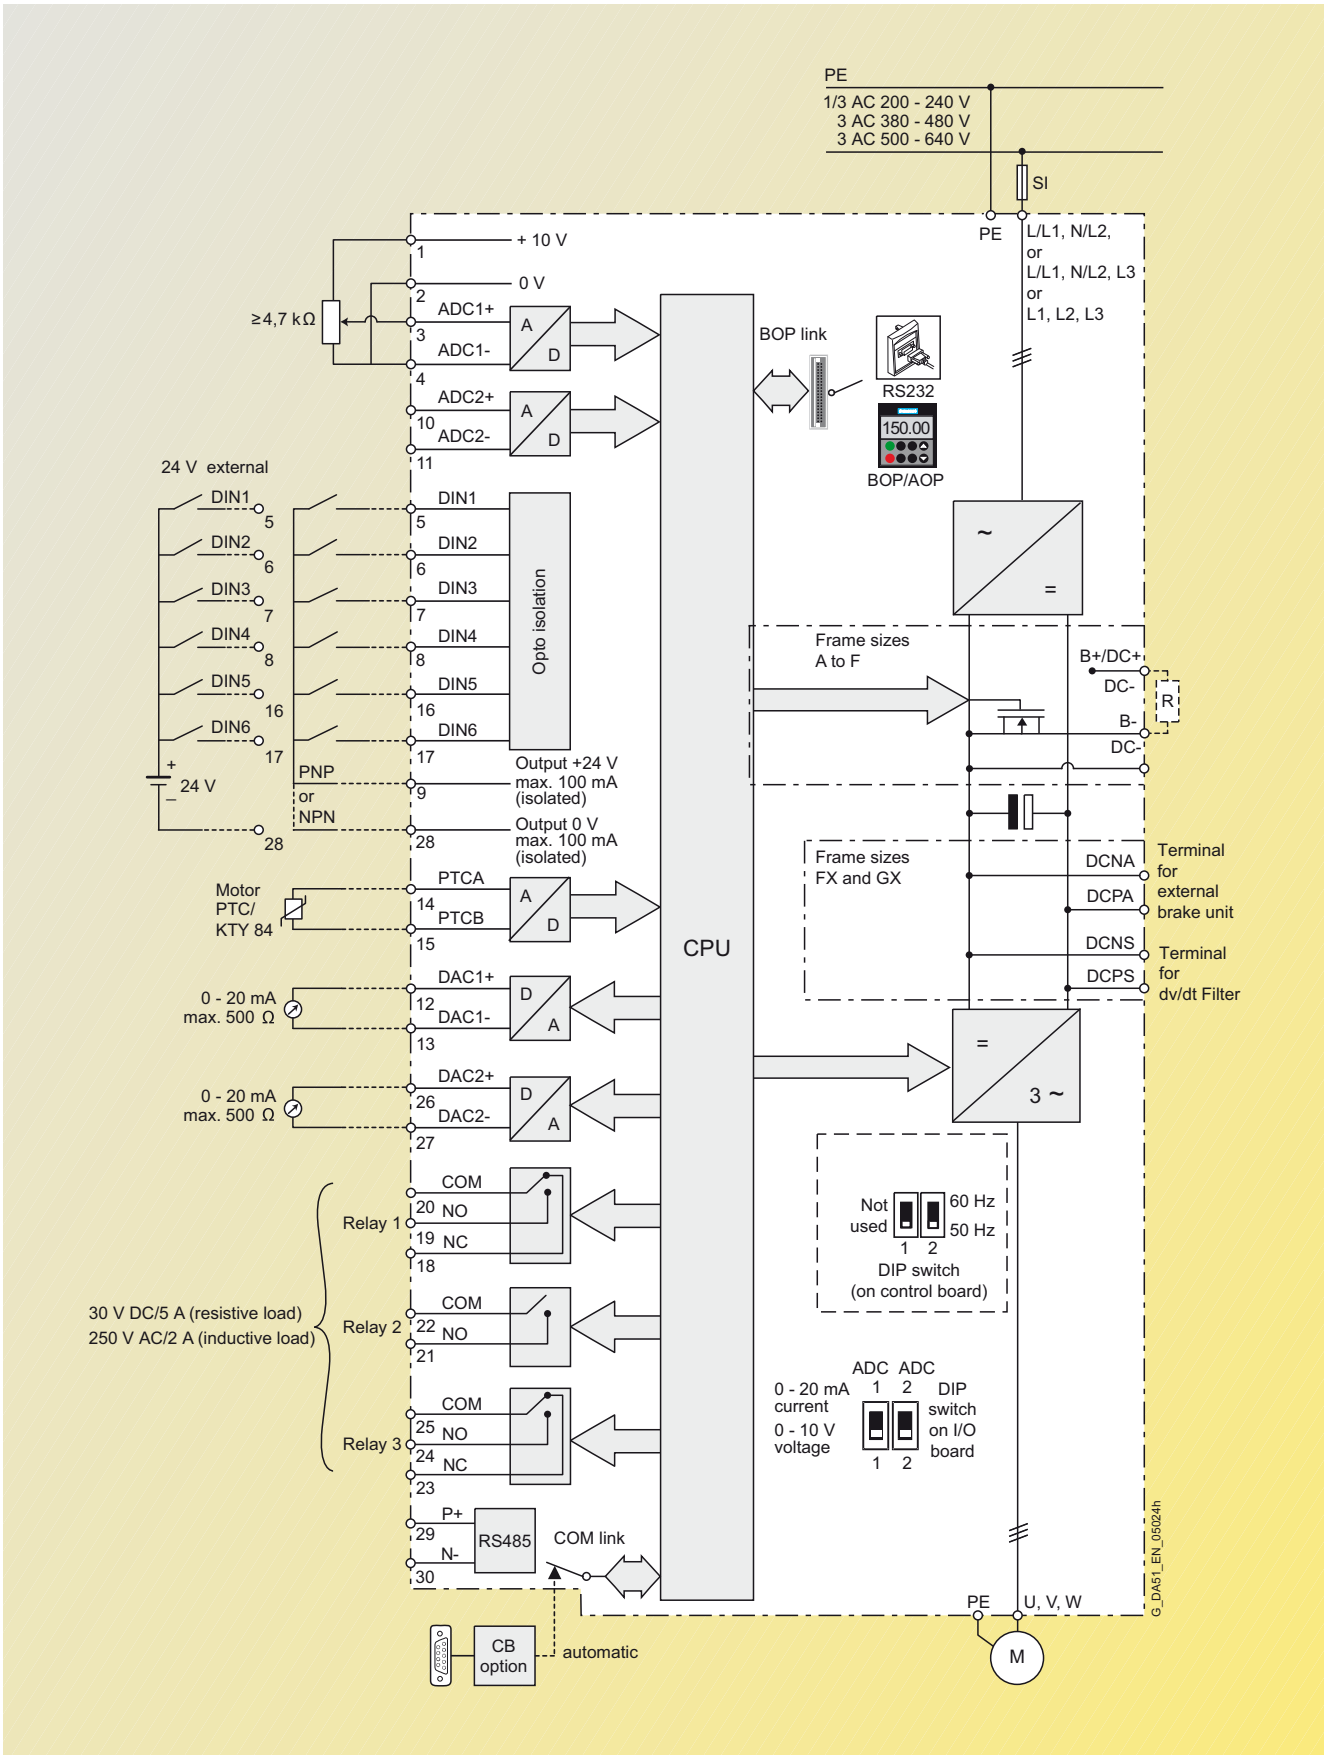 PE
1/3 AC 200 - 240 V
3 AC 380 - 480 V
3 AC 500 - 640 V
SI
PE
L/L1, N/L2,
or
L/L1, N/L2, L3
or
L1, L2, L3
1
+ 10 V
2
0 V
≥4,7 kΩ
ADC1+
3
ADC1-
4
A
D
ADC2+
10
ADC2-
11
A
D
BOP link
RS232
150.00
BOP/AOP
24 V external
DIN1
5
DIN2
6
DIN3
7
DIN4
8
DIN5
16
DIN6
17
+
24 V
_
28
PNP
or
NPN
DIN1
5
DIN2
6
DIN3
7
DIN4
8
DIN5
16
DIN6
17
Opto isolation
9
Output +24 V
max. 100 mA
(isolated)
28
Output 0 V
max. 100 mA
(isolated)
~
=
Frame sizes
A to F
B+/DC+
DC-
R
B-
DC-
Frame sizes
FX and GX
DCNA
DCPA
Terminal
for
external
brake unit
DCNS
DCPS
Terminal
for
dv/dt Filter
Motor
PTC/
KTY 84
PTCA
14
PTCB
15
A
D
CPU
0 - 20 mA
max. 500 Ω
DAC1+
12
DAC1-
13
D
A
=
3 ~
0 - 20 mA
max. 500 Ω
DAC2+
26
DAC2-
27
D
A
30 V DC/5 A (resistive load)
250 V AC/2 A (inductive load)
Relay 1
COM
20
NO
19
NC
18
Relay 2
COM
22
NO
21
Relay 3
COM
25
NO
24
NC
23
Not
used
60 Hz
50 Hz
1 2
DIP switch
(on control board)
ADC ADC
1 2
0 - 20 mA
current
0 - 10 V
voltage
DIP
switch
on I/O
board
1 2
P+
29
N-
30
RS485
COM link
CB
option
automatic
PE
U, V, W
M
G_DA51_EN_05024h